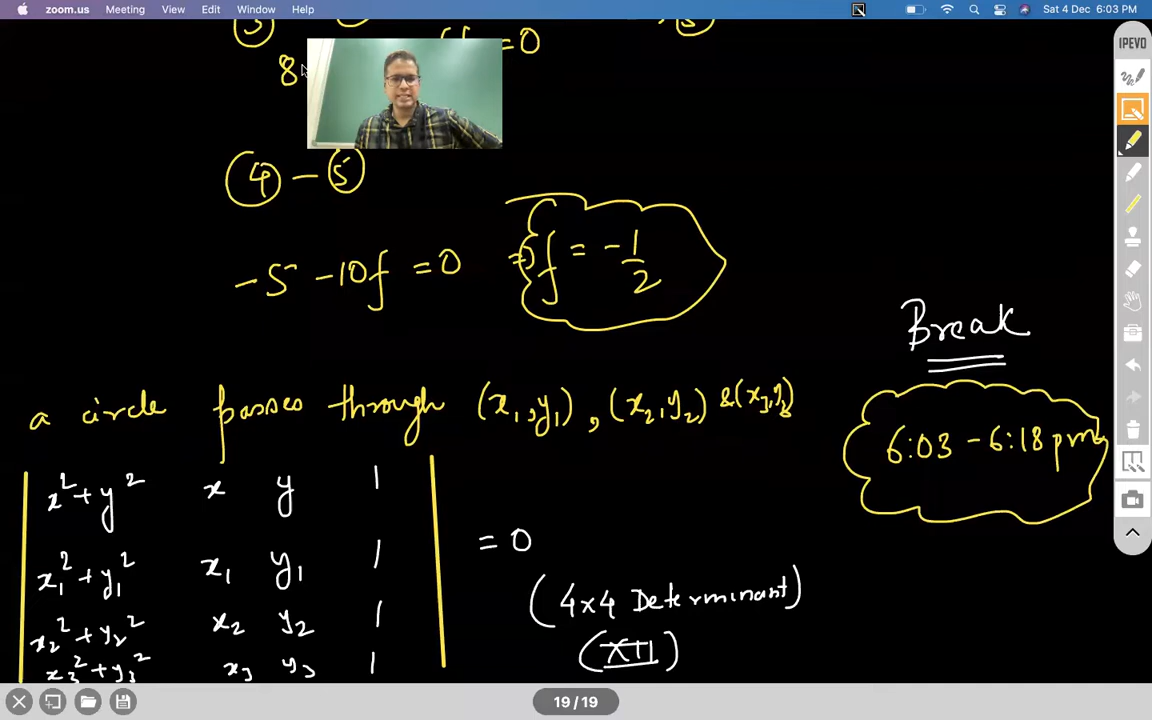 zoom.us Meeting View Edit Window Help Sat 4 Dec 6:03 PM
IPEVO
3
= 0
8
4 - 5
-5 -10f = 0 ⇒ f = -1/2
Break
6:03 - 6:18 pm
a circle passes through (x₁,y₁), (x₂,y₂) & (x₃,y₃)
x²+y² x y 1
x₁²+y₁² x₁ y₁ 1
= 0
x₂²+y₂² x₂ y₂ 1
(4x4 Determinant)
x₃²+y₃² x₃ y₃ 1
(XII)
19 / 19